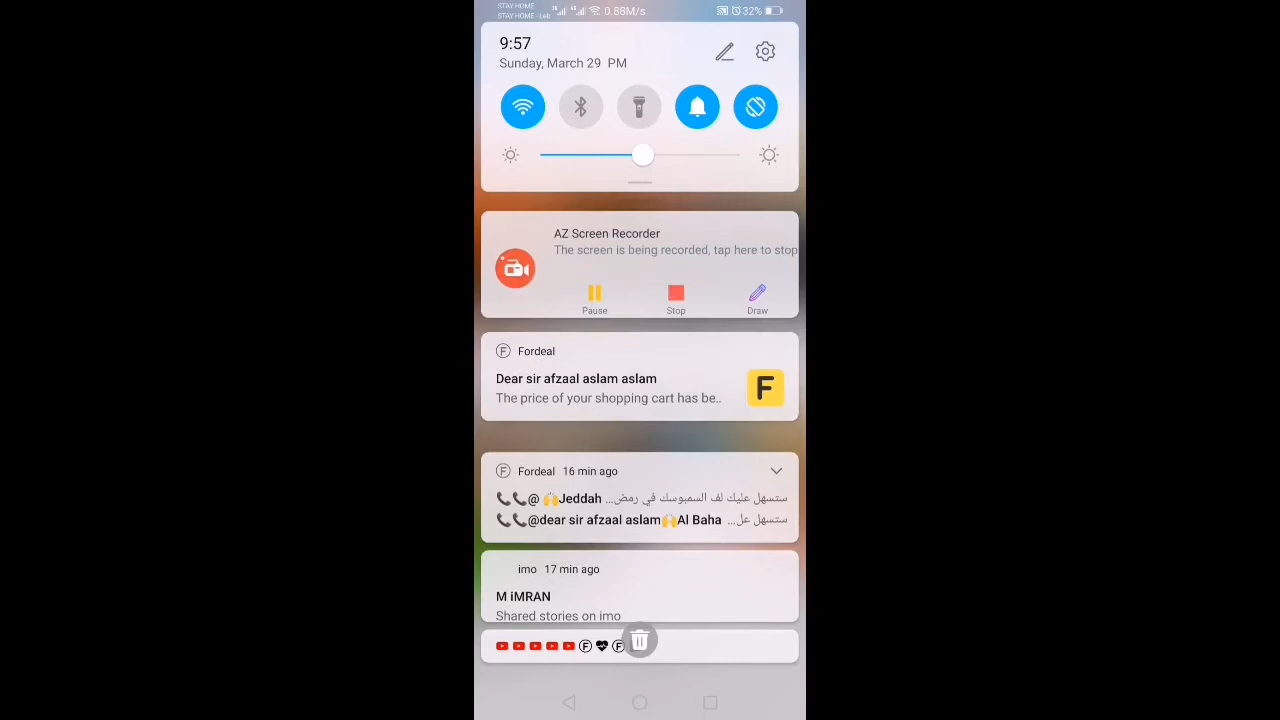 STAY HOME
STAY HOME - Leb
0.88M/s
32%
9:57
Sunday, March 29 PM
AZ Screen Recorder
The screen is being recorded, tap here to stop
Pause
Stop
Draw
Fordeal
Dear sir afzaal aslam aslam
The price of your shopping cart has be..
F
Fordeal 16 min ago
📞📞@ 🙌Jeddah ستسهل عليك لف السمبوسك في رمض...
📞📞@dear sir afzaal aslam🙌Al Baha ستسهل عل...
imo 17 min ago
M iMRAN
Shared stories on imo